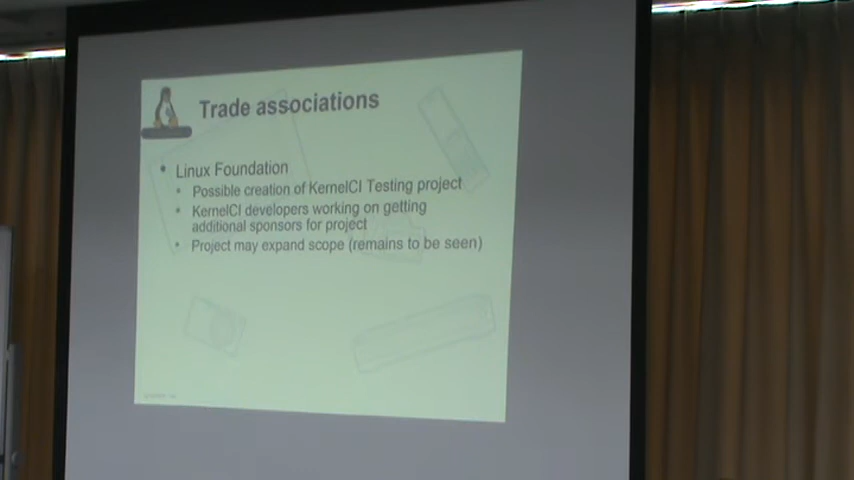 Trade associations
• Linux Foundation
• Possible creation of KernelCI Testing project
• KernelCI developers working on getting
additional sponsors for project
• Project may expand scope (remains to be seen)